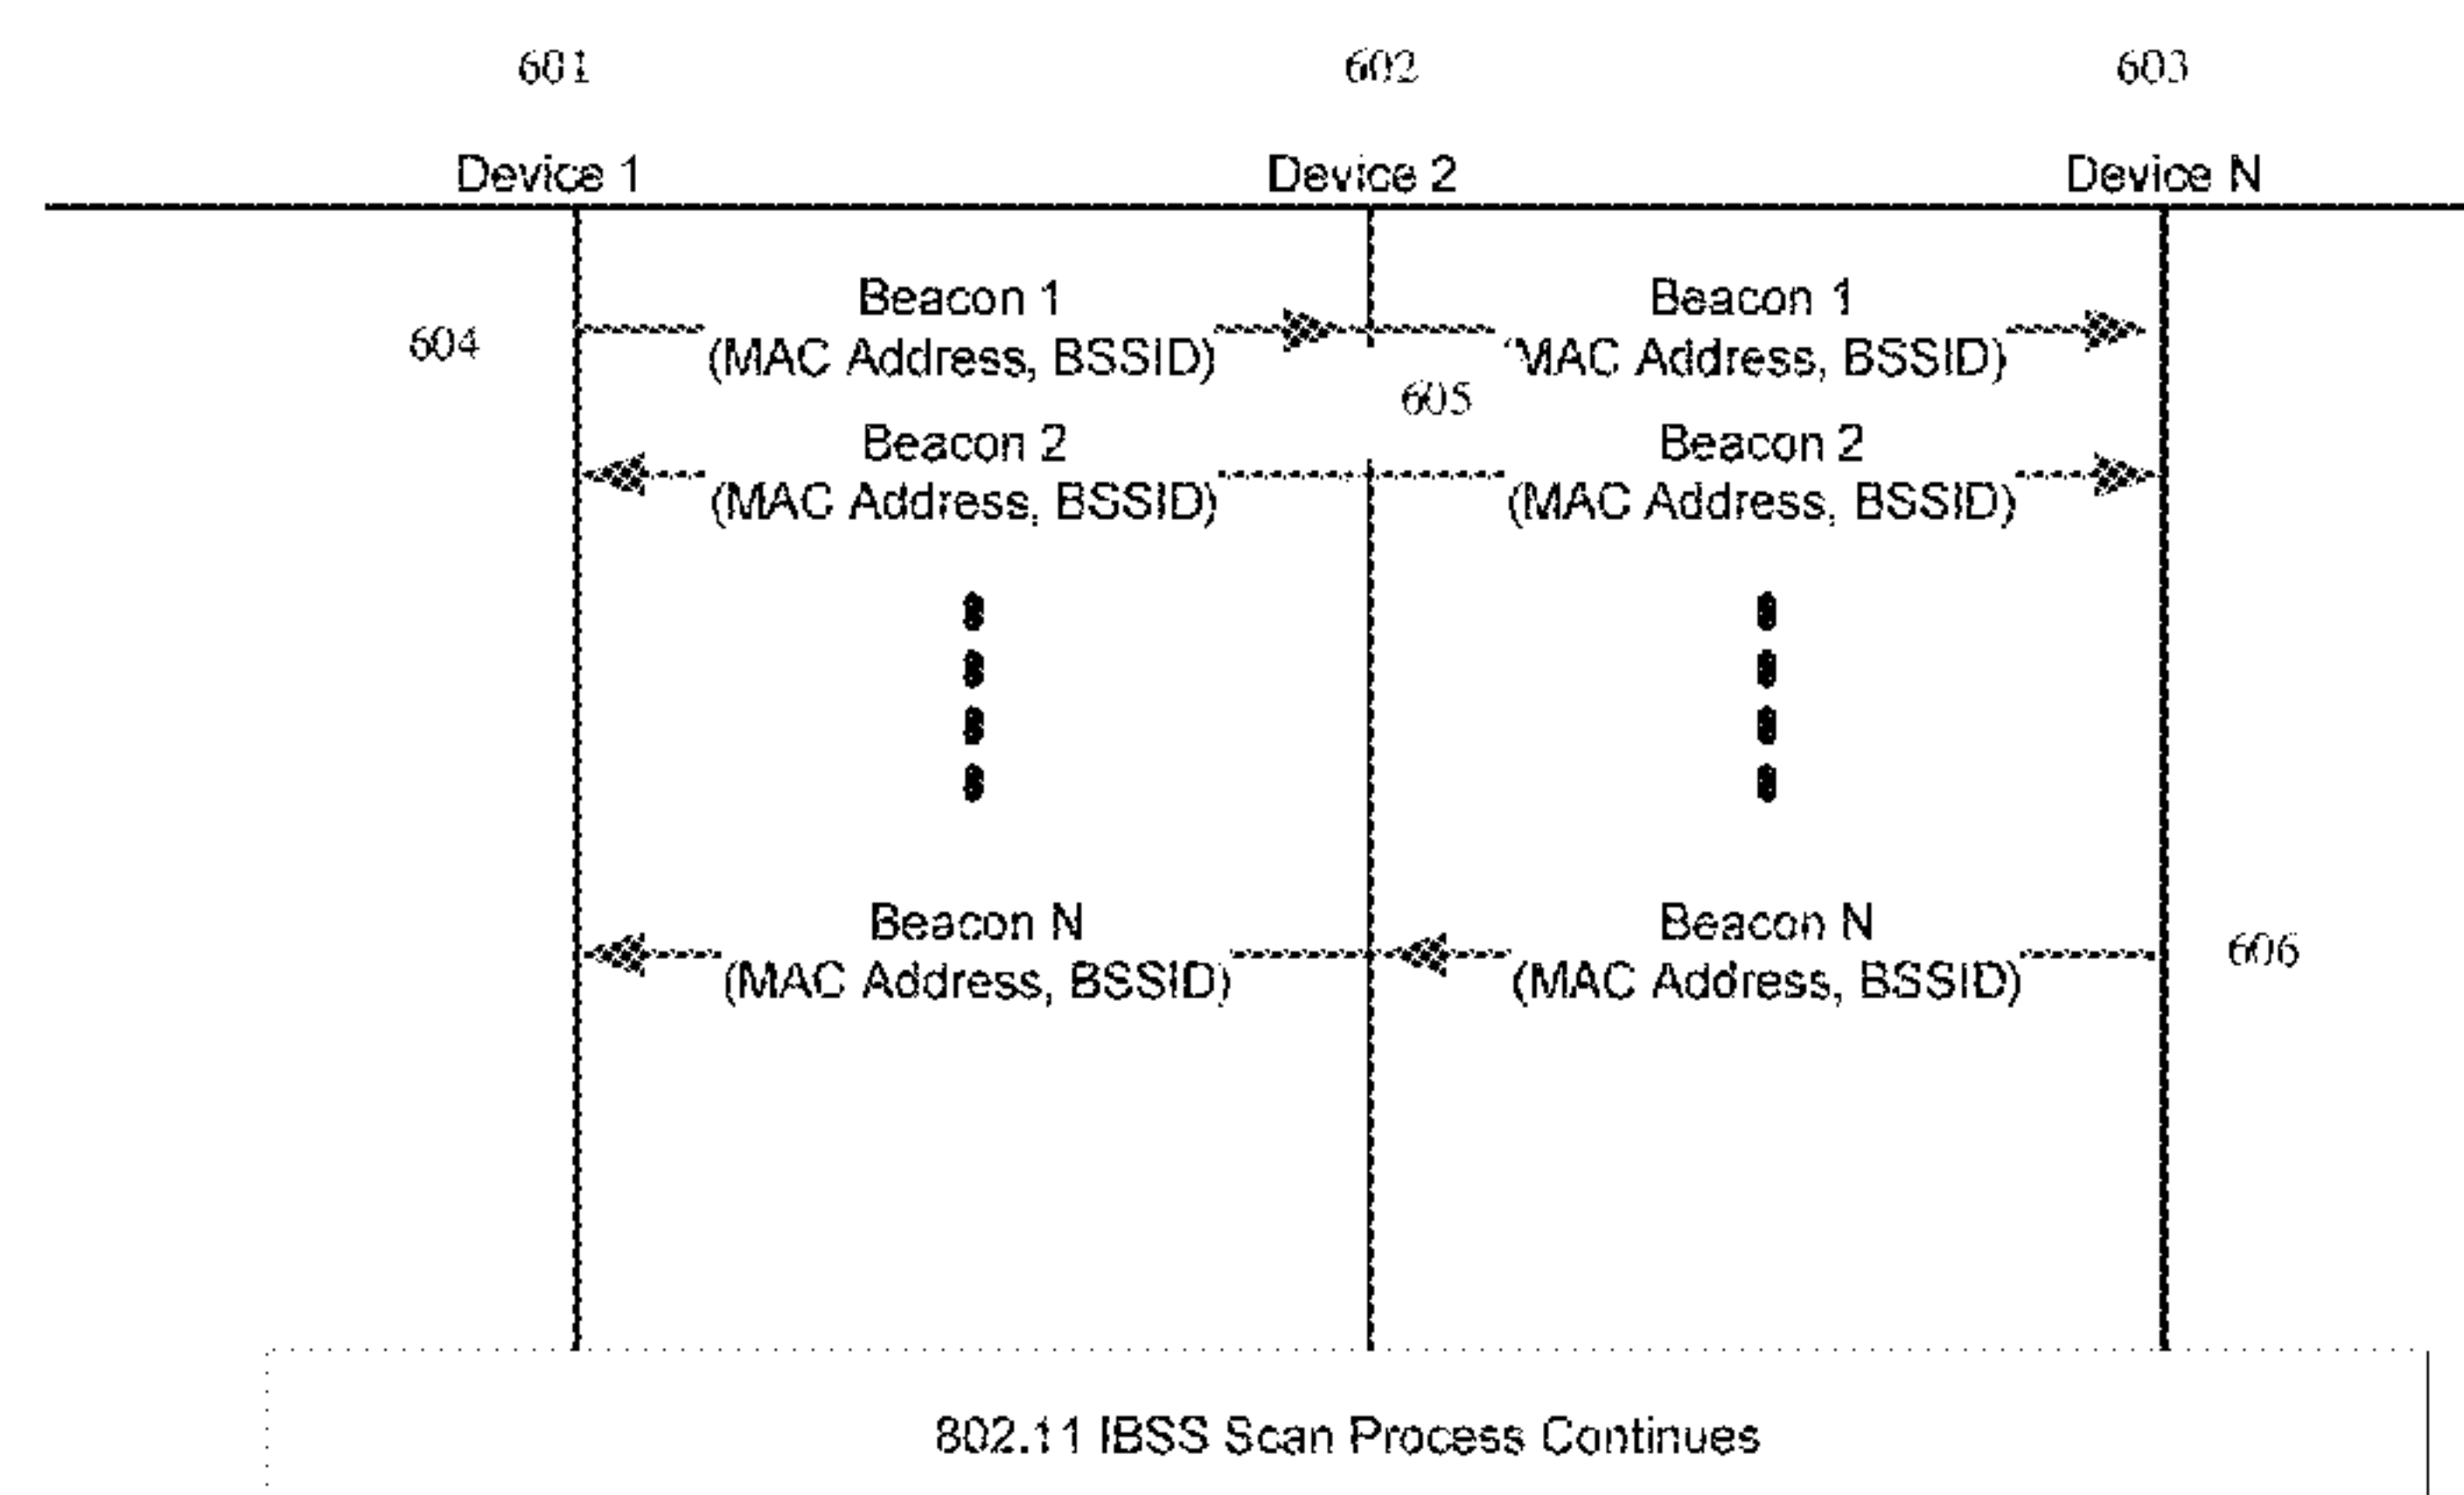 601 602 603
Device 1 Device 2 Device N
Beacon 1 Beacon 1
604 (MAC Address, BSSID) (MAC Address, BSSID)
605
Beacon 2 Beacon 2
(MAC Address, BSSID) (MAC Address, BSSID)
Beacon N Beacon N
606
(MAC Address, BSSID) (MAC Address, BSSID)
802.11 IBSS Scan Process Continues